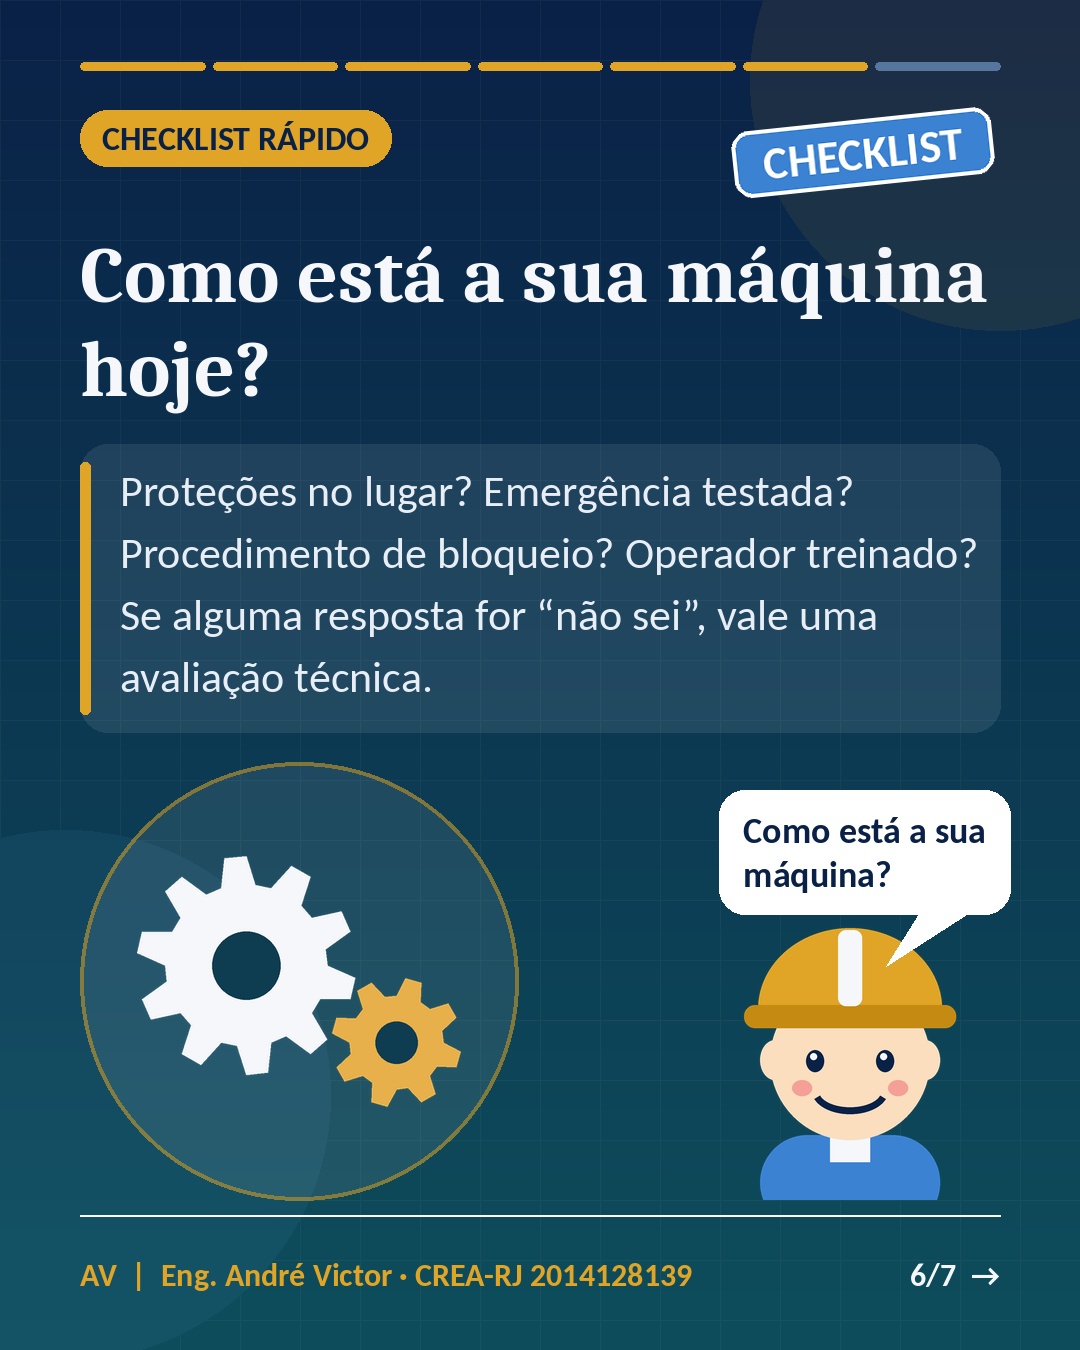 CHECKLIST RÁPIDO
CHECKLIST
Como está a sua máquina
hoje?
Proteções no lugar? Emergência testada?
Procedimento de bloqueio? Operador treinado?
Se alguma resposta for “não sei”, vale uma
avaliação técnica.
Como está a sua
máquina?
AV | Eng. André Victor · CREA-RJ 2014128139
6/7 →